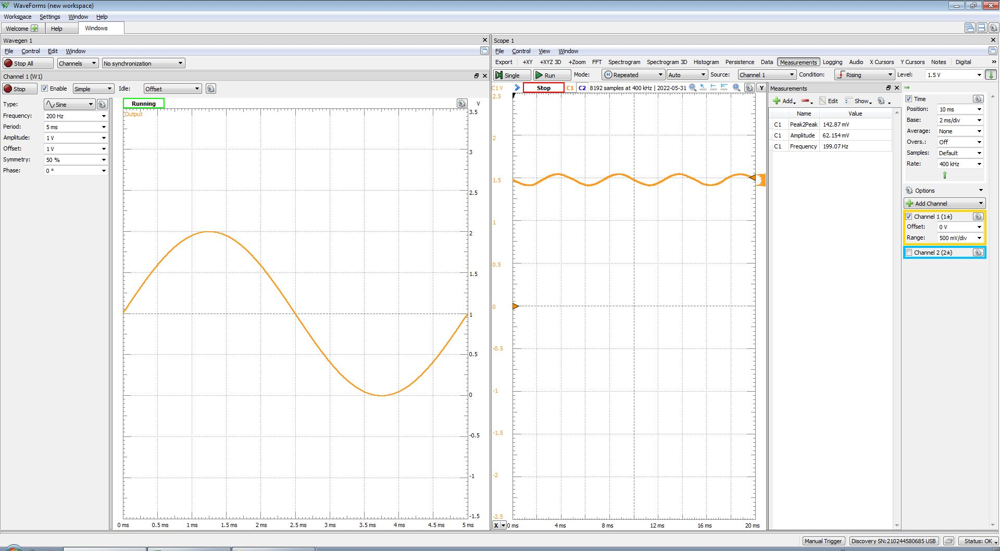 WaveForms (new workspace)
Workspace Settings Window Help
Welcome Help Windows
Wavegen 1
File Control Edit Window
Stop All Channels No synchronization
Channel 1 (W1)
Stop Enable Simple Idle: Offset
Type: Sine
Frequency: 200 Hz
Period: 5 ms
Amplitude: 1 V
Offset: 1 V
Symmetry: 50 %
Phase: 0 °
Running V
Output
3.5
3
2.5
2
1.5
1
0.5
0
-0.5
-1
-1.5
0 ms 0.5 ms 1 ms 1.5 ms 2 ms 2.5 ms 3 ms 3.5 ms 4 ms 4.5 ms 5 ms
Scope 1
File Control View Window
Export +XY +XYZ 3D +Zoom FFT Spectrogram Spectrogram 3D Histogram Persistence Data Measurements Logging Audio X Cursors Y Cursors Notes Digital »
Single Run Mode: Repeated Auto Source: Channel 1 Condition: Rising Level: 1.5 V
C1 V Stop C1 C2 8192 samples at 400 kHz | 2022-05-31 Y
2.5
2
1.5
1
0.5
0
-0.5
-1
-1.5
-2
-2.5
X 0 ms 4 ms 8 ms 12 ms 16 ms 20 ms
Measurements
Add Edit Show
Name Value
C1 Peak2Peak 142.87 mV
C1 Amplitude 62.154 mV
C1 Frequency 199.07 Hz
Time
Position: 10 ms
Base: 2 ms/div
Average: None
Overs.: Off
Samples: Default
Rate: 400 kHz
Options
Add Channel
Channel 1 (1±)
Offset: 0 V
Range: 500 mV/div
Channel 2 (2±)
Manual Trigger Discovery SN:210244580685 USB Status: OK